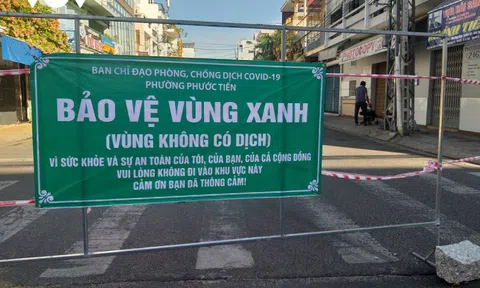 BAN CHỈ ĐẠO PHÒNG, CHỐNG DỊCH COVID-19
PHƯỜNG PHƯỚC TIẾN
BẢO VỆ VÙNG XANH
(VÙNG KHÔNG CÓ DỊCH)
VÌ SỨC KHỎE VÀ SỰ AN TOÀN CỦA TÔI, CỦA BẠN, CỦA CẢ CỘNG ĐỒNG
VUI LÒNG KHÔNG ĐI VÀO KHU VỰC NÀY
CẢM ƠN BẠN ĐÃ THÔNG CẢM!